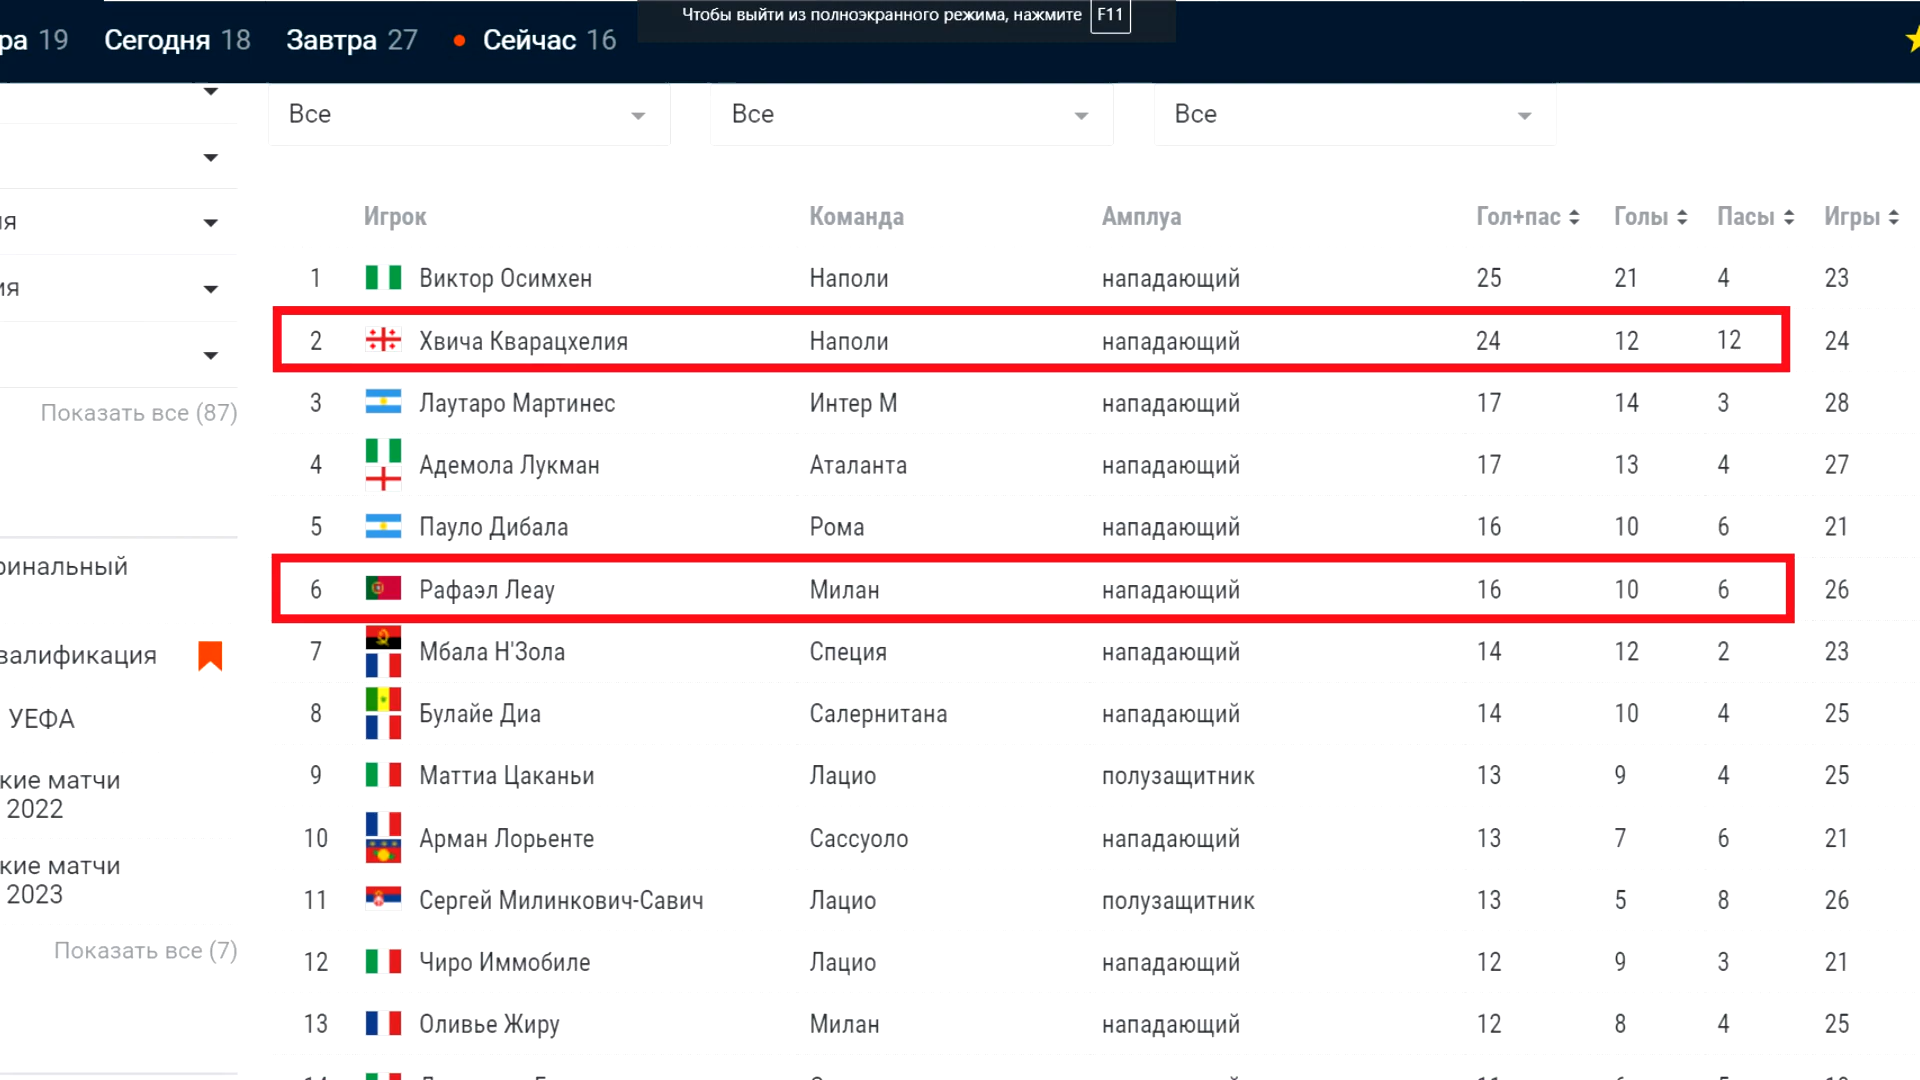 Чтобы выйти из полноэкранного режима, нажмите F11
ра 19 Сегодня 18 Завтра 27 Сейчас 16
Все Все Все
ия
Показать все (87)
финальный
валификация
УЕФА
кие матчи
2022
кие матчи
2023
Показать все (7)
Игрок Команда Амплуа Гол+пас Голы Пасы Игры
1 Виктор Осимхен Наполи нападающий 25 21 4 23
2 Хвича Кварацхелия Наполи нападающий 24 12 12 24
3 Лаутаро Мартинес Интер М нападающий 17 14 3 28
4 Адемола Лукман Аталанта нападающий 17 13 4 27
5 Пауло Дибала Рома нападающий 16 10 6 21
6 Рафаэл Леау Милан нападающий 16 10 6 26
7 Мбала Н'Зола Специя нападающий 14 12 2 23
8 Булайе Диа Салернитана нападающий 14 10 4 25
9 Маттиа Цаканьи Лацио полузащитник 13 9 4 25
10 Арман Лорьенте Сассуоло нападающий 13 7 6 21
11 Сергей Милинкович-Савич Лацио полузащитник 13 5 8 26
12 Чиро Иммобиле Лацио нападающий 12 9 3 21
13 Оливье Жиру Милан нападающий 12 8 4 25